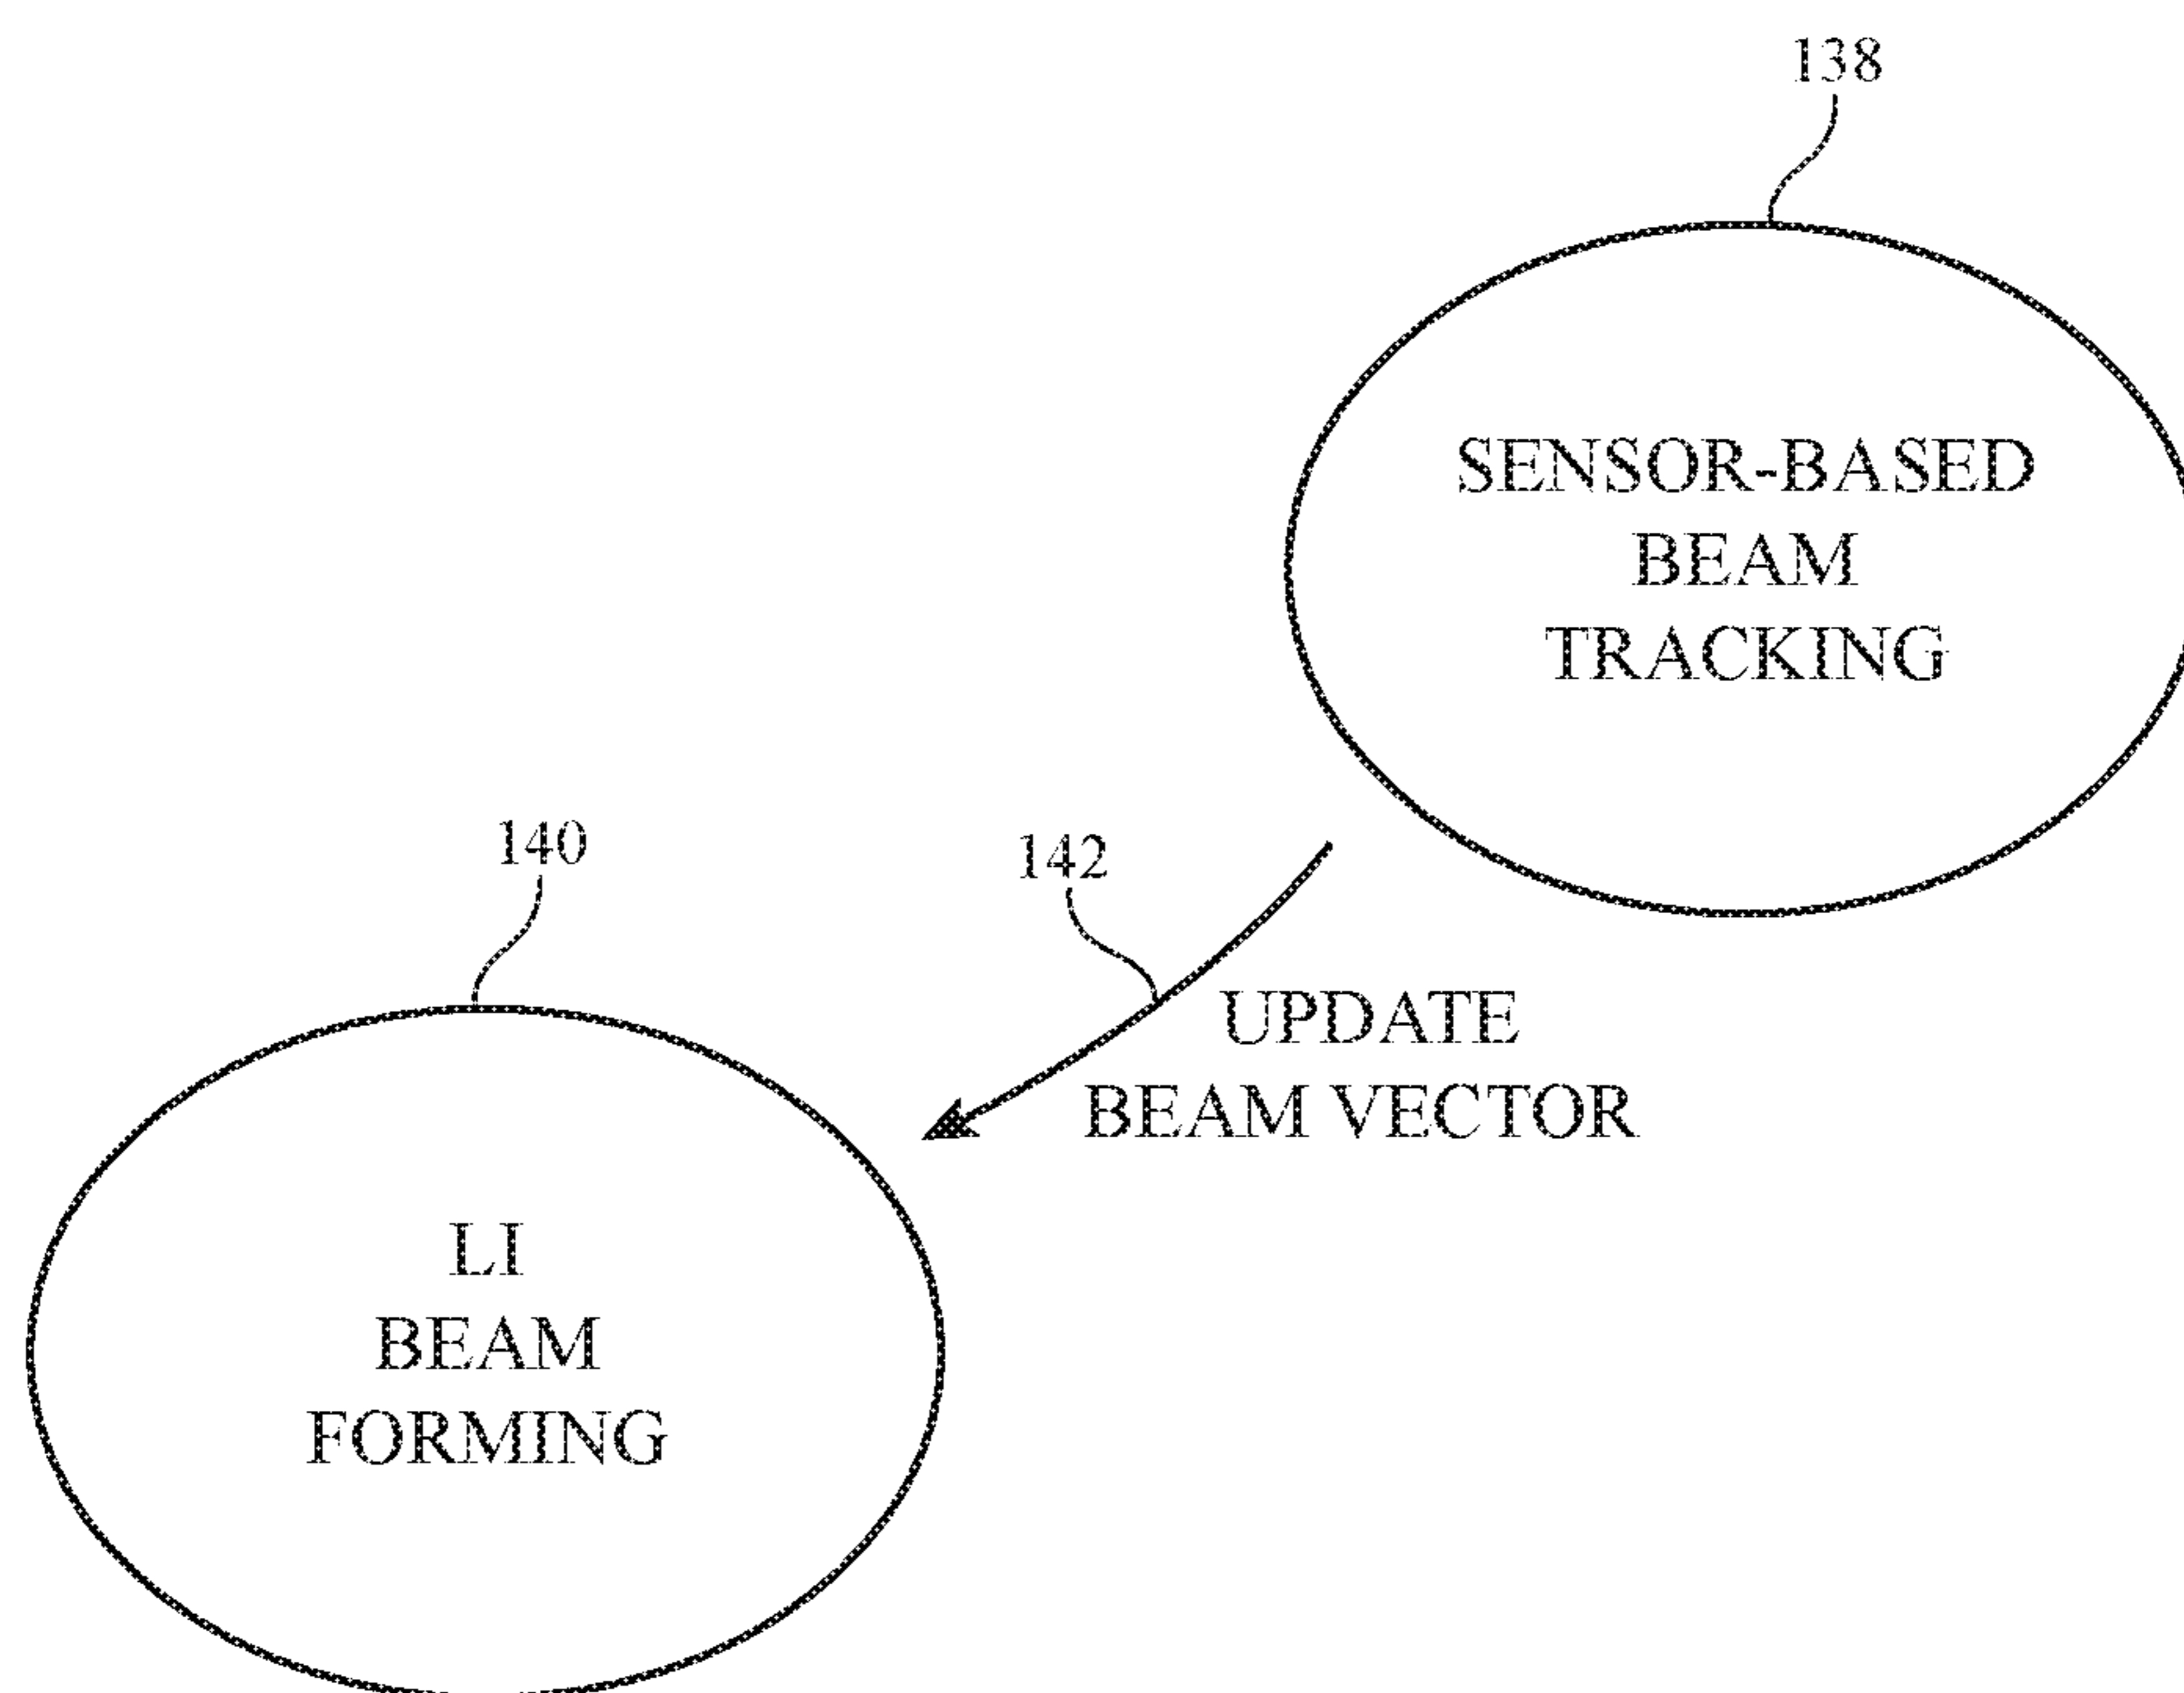 138
SENSOR-BASED
BEAM
TRACKING
140
142
UPDATE
BEAM VECTOR
LI
BEAM
FORMING